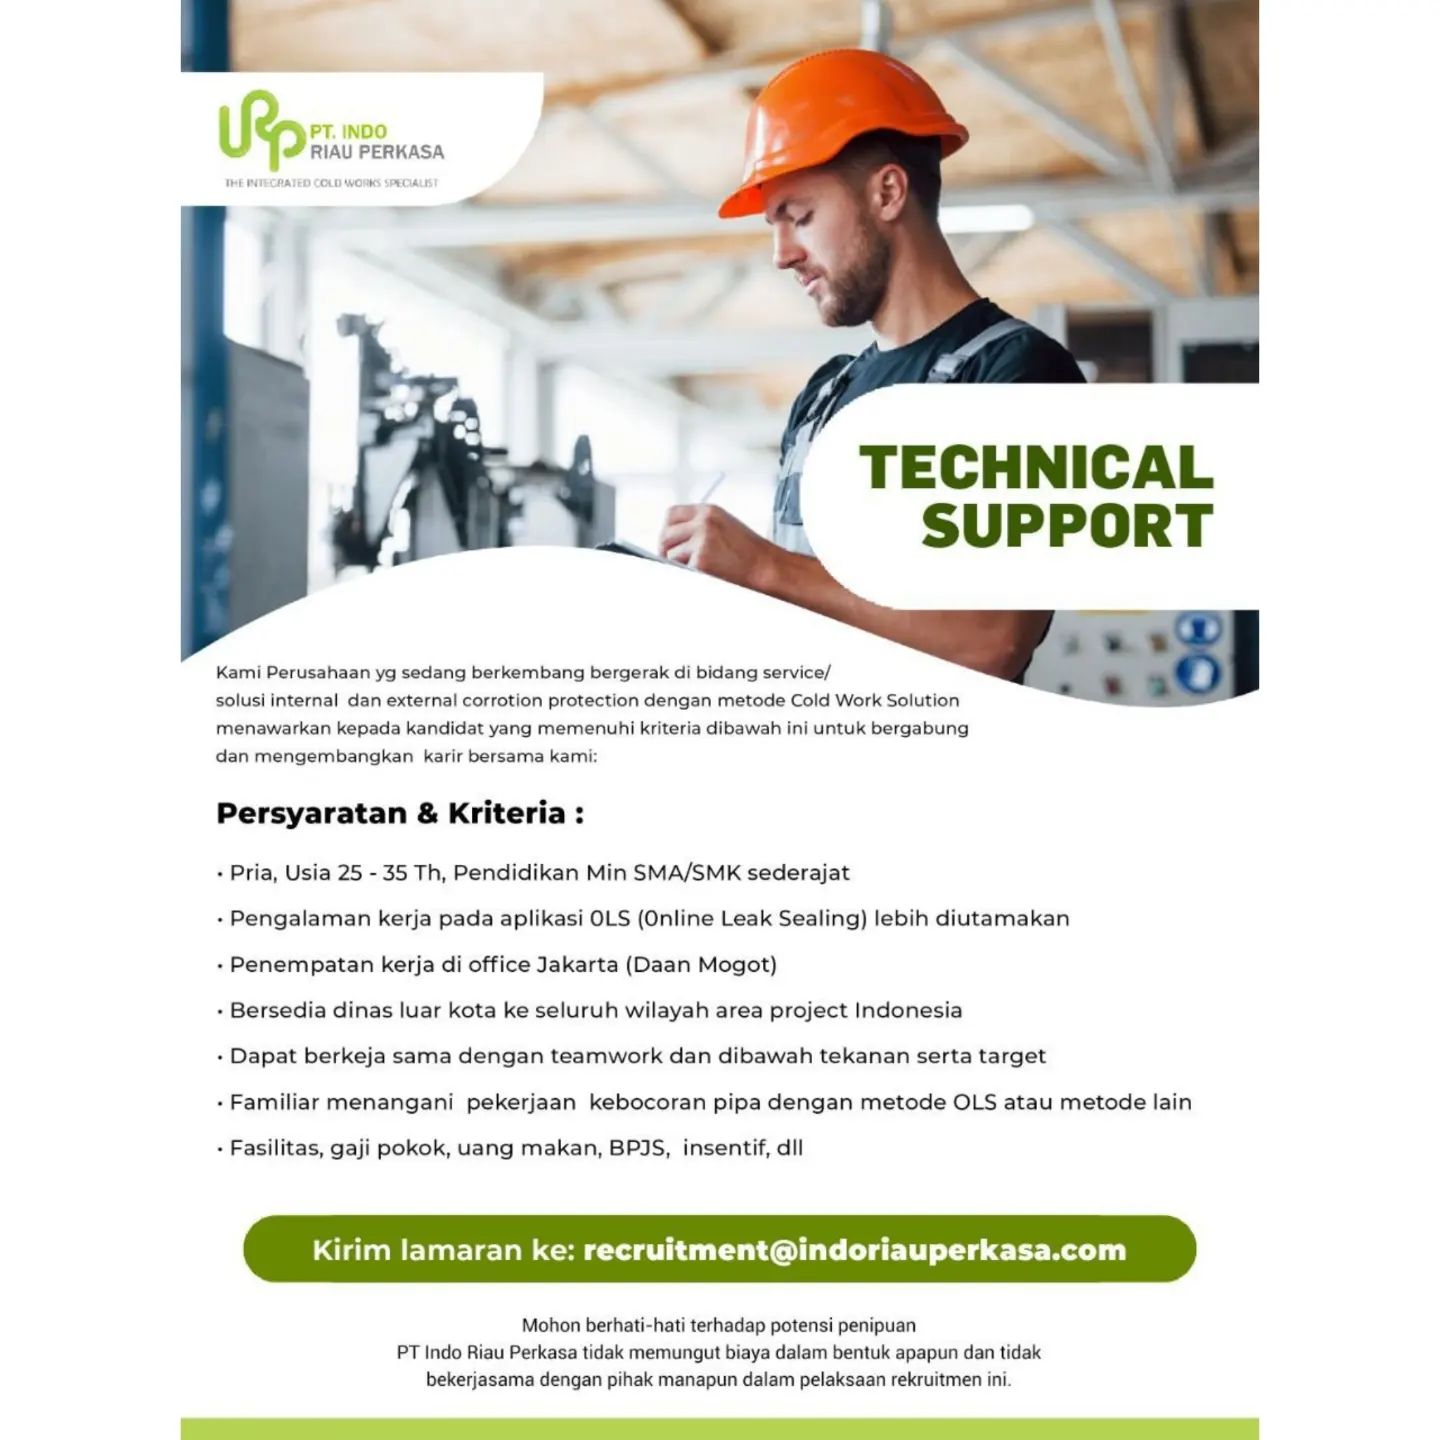 PT. INDO
RIAU PERKASA
THE INTEGRATED COLD WORKS SPECIALIST
TECHNICAL
SUPPORT
Kami Perusahaan yg sedang berkembang bergerak di bidang service/
solusi internal dan external corrotion protection dengan metode Cold Work Solution
menawarkan kepada kandidat yang memenuhi kriteria dibawah ini untuk bergabung
dan mengembangkan karir bersama kami:
Persyaratan & Kriteria :
• Pria, Usia 25 - 35 Th, Pendidikan Min SMA/SMK sederajat
• Pengalaman kerja pada aplikasi 0LS (0nline Leak Sealing) lebih diutamakan
• Penempatan kerja di office Jakarta (Daan Mogot)
• Bersedia dinas luar kota ke seluruh wilayah area project Indonesia
• Dapat berkeja sama dengan teamwork dan dibawah tekanan serta target
• Familiar menangani pekerjaan kebocoran pipa dengan metode OLS atau metode lain
• Fasilitas, gaji pokok, uang makan, BPJS, insentif, dll
Kirim lamaran ke: recruitment@indoriauperkasa.com
Mohon berhati-hati terhadap potensi penipuan
PT Indo Riau Perkasa tidak memungut biaya dalam bentuk apapun dan tidak
bekerjasama dengan pihak manapun dalam pelaksaan rekruitmen ini.